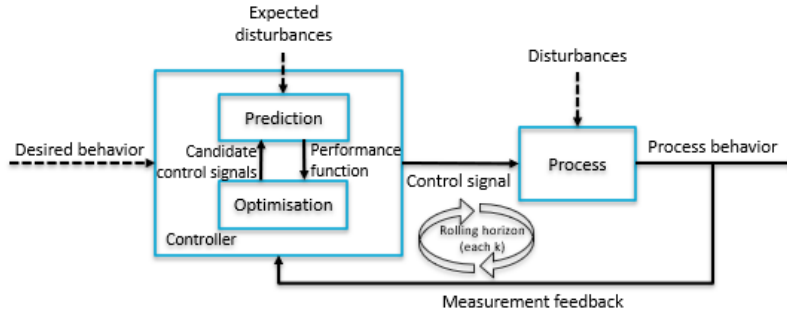 Expected
disturbances
Disturbances
Prediction
Desired behavior
Candidate
control signals
Performance
function
Process behavior
Process
Control signal
Optimisation
Controller
Rolling horizon
(each k)
Measurement feedback